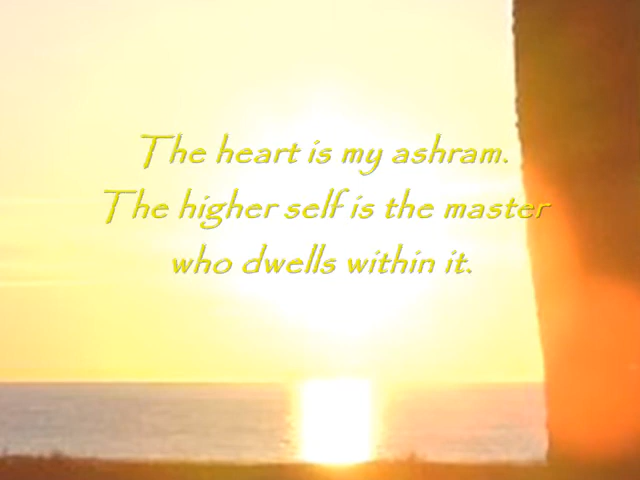 The heart is my ashram.
The higher self is the master
who dwells within it.